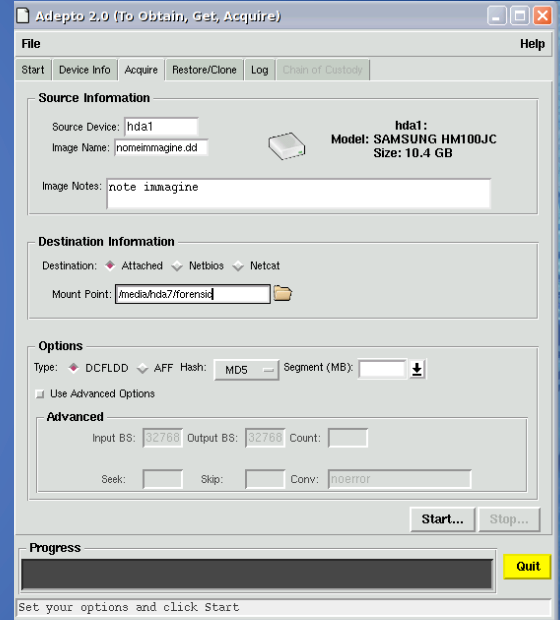 Adepto 2.0 (To Obtain, Get, Acquire)
File Help
Start Device Info Acquire Restore/Clone Log Chain of Custody
Source Information
Source Device: hda1
Image Name: nomeimmagine.dd
hda1:
Model: SAMSUNG HM100JC
Size: 10.4 GB
Image Notes: note immagine
Destination Information
Destination: Attached Netbios Netcat
Mount Point: /media/hda7/forensic
Options
Type: DCFLDD AFF Hash: MD5 Segment (MB):
Use Advanced Options
Advanced
Input BS: 32768 Output BS: 32768 Count:
Seek: Skip: Conv: noerror
Start... Stop...
Progress
Quit
Set your options and click Start